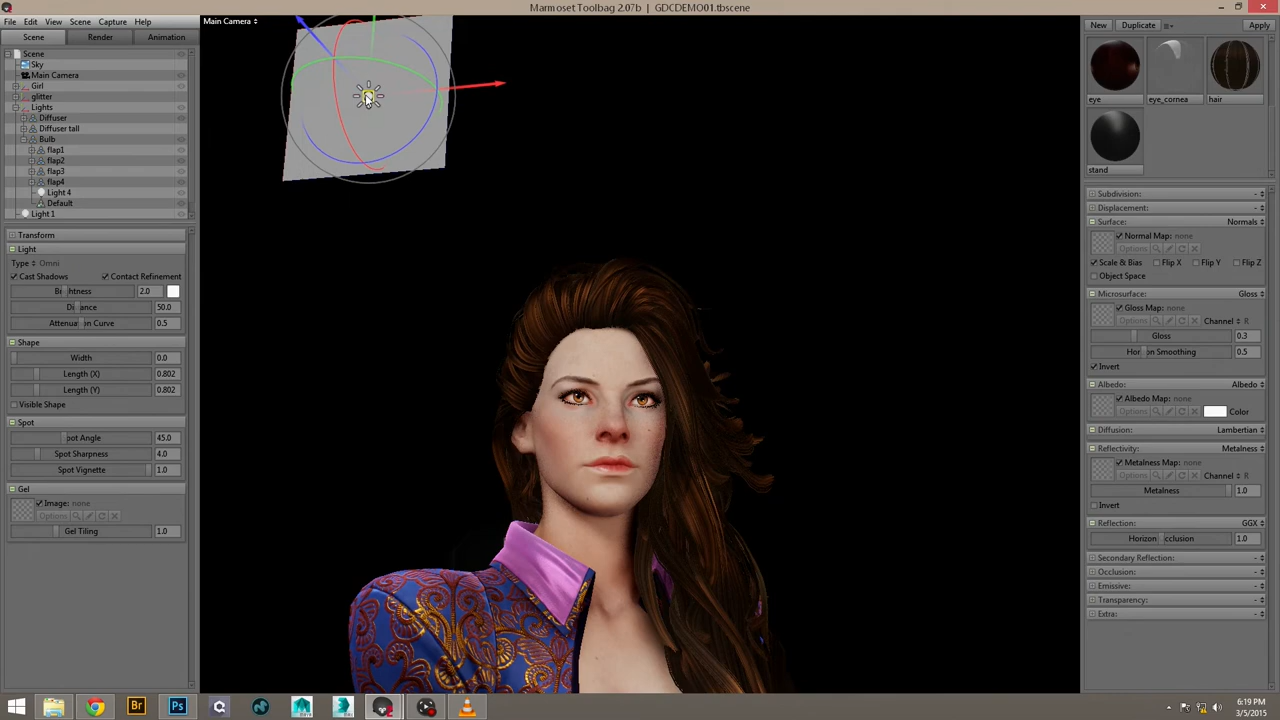 Marmoset Toolbag 2.07b | GDCDEMO01.tbscene
File Edit View Scene Capture Help
Main Camera
New Duplicate Apply
Scene Render Animation
Scene
Sky
Main Camera
Girl
glitter
Lights
Diffuser
Diffuser tall
Bulb
flap1
flap2
flap3
flap4
Light 4
Default
Light 1
Transform
Light
Type Omni
Cast Shadows Contact Refinement
2.0
50.0
0.5
Shape
Width 0.0
Length (X) 0.802
Length (Y) 0.802
Visible Shape
Spot
45.0
Spot Sharpness 4.0
Spot Vignette 1.0
Gel
Image: none
Options
Gel Tiling 1.0
eye eye_cornea hair
stand
Subdivision: -
Displacement: -
Surface: Normals
Normal Map: none
Options
Scale & Bias Flip X Flip Y Flip Z
Object Space
Microsurface: Gloss
Gloss Map: none
Options Channel R
Gloss 0.3
Smoothing 0.5
Invert
Albedo: Albedo
Albedo Map: none
Options Color
Diffusion: Lambertian
Reflectivity: Metalness
Metalness Map: none
Options Channel R
Metalness 1.0
Invert
Reflection: GGX
Horizon 1.0
Secondary Reflection: -
Occlusion: -
Emissive: -
Transparency: -
Extra: -
Br Ps
6:19 PM
3/5/2015